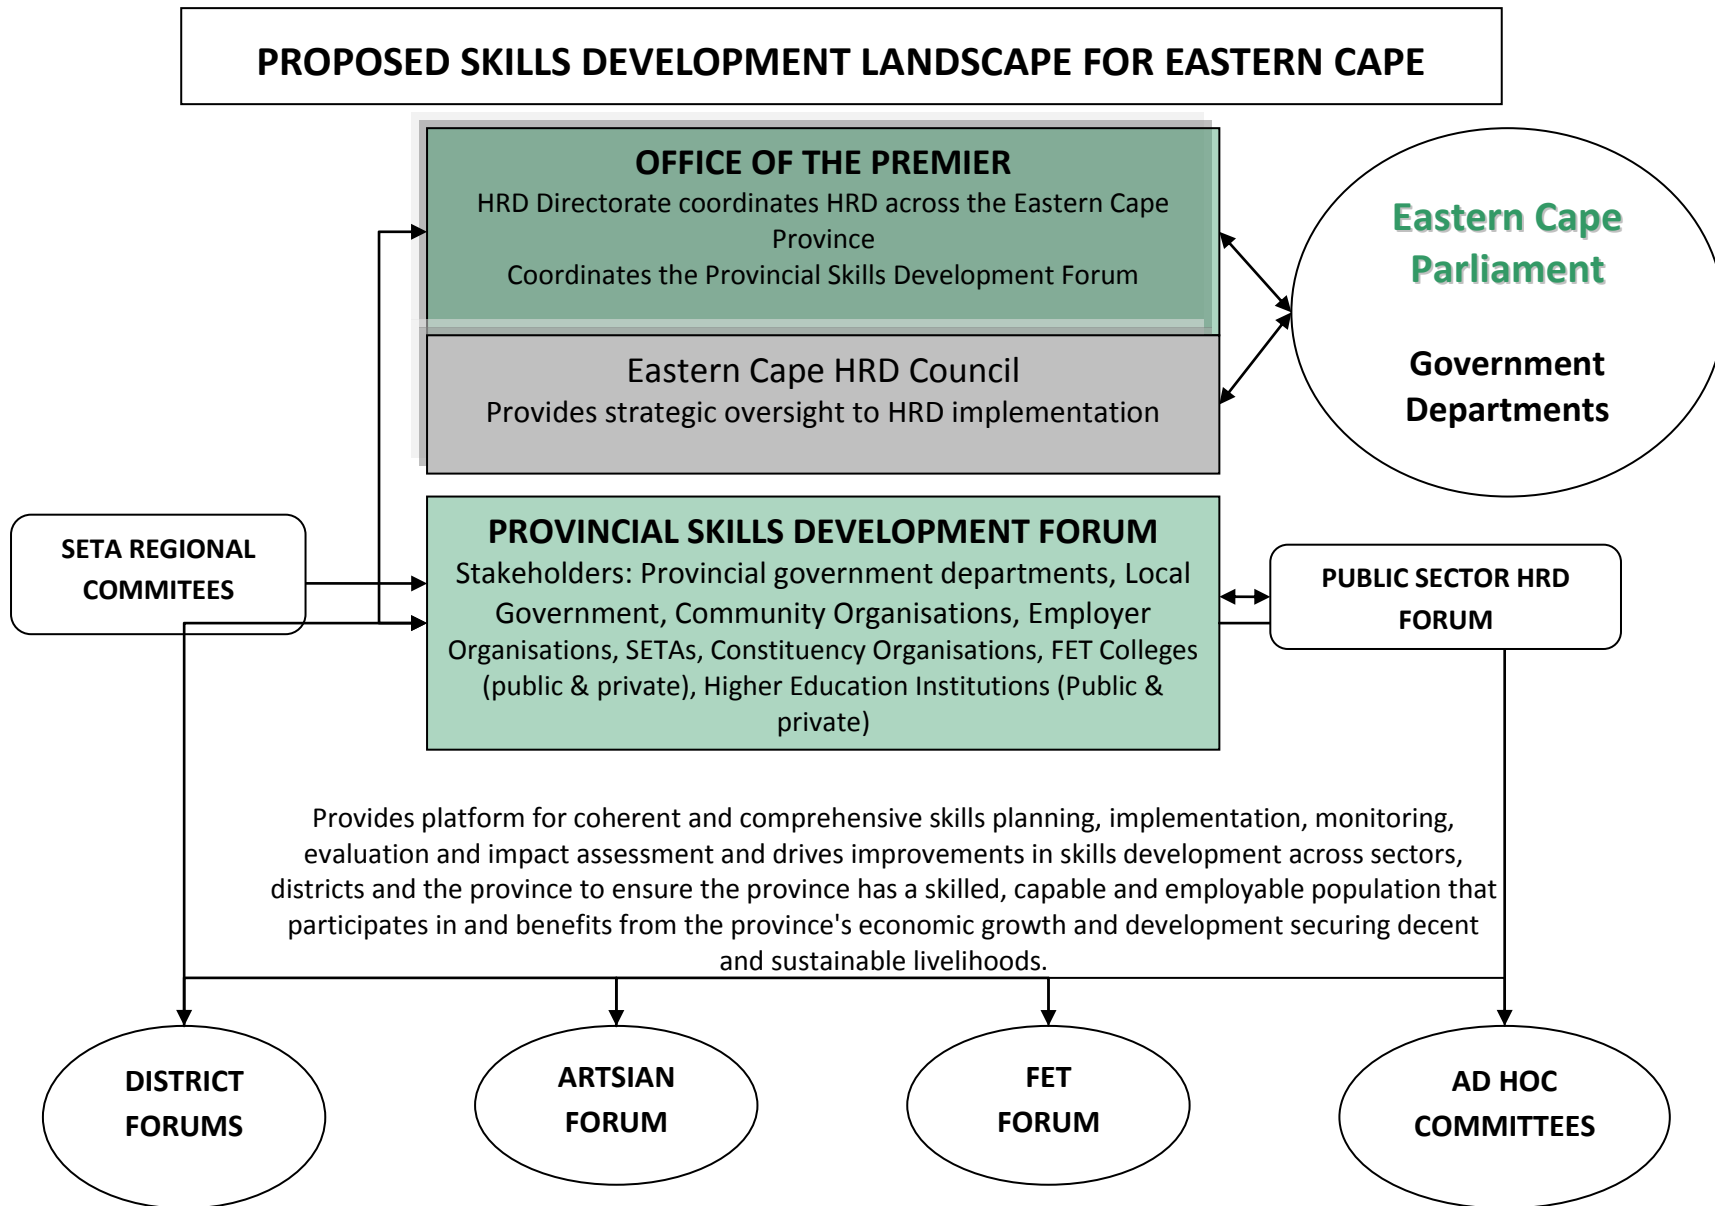 PROPOSED SKILLS DEVELOPMENT LANDSCAPE FOR EASTERN CAPE
OFFICE OF THE PREMIER
HRD Directorate coordinates HRD across the Eastern Cape
Province
Coordinates the Provincial Skills Development Forum
Eastern Cape
Parliament
Government
Departments
Eastern Cape HRD Council
Provides strategic oversight to HRD implementation
SETA REGIONAL
COMMITEES
PROVINCIAL SKILLS DEVELOPMENT FORUM
Stakeholders: Provincial government departments, Local
Government, Community Organisations, Employer
Organisations, SETAs, Constituency Organisations, FET Colleges
(public & private), Higher Education Institutions (Public &
private)
PUBLIC SECTOR HRD
FORUM
Provides platform for coherent and comprehensive skills planning, implementation, monitoring,
evaluation and impact assessment and drives improvements in skills development across sectors,
districts and the province to ensure the province has a skilled, capable and employable population that
participates in and benefits from the province's economic growth and development securing decent
and sustainable livelihoods.
DISTRICT
FORUMS
ARTSIAN
FORUM
FET
FORUM
AD HOC
COMMITTEES